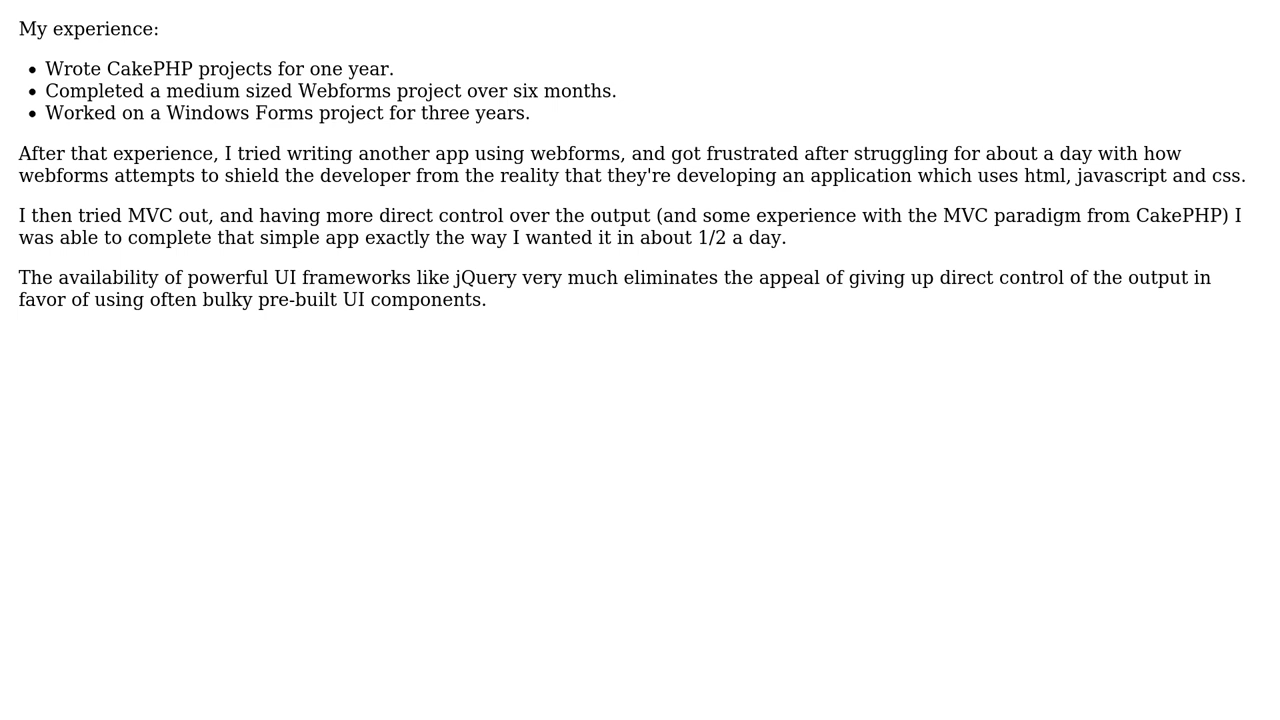 My experience:
• Wrote CakePHP projects for one year.
• Completed a medium sized Webforms project over six months.
• Worked on a Windows Forms project for three years.
After that experience, I tried writing another app using webforms, and got frustrated after struggling for about a day with how
webforms attempts to shield the developer from the reality that they're developing an application which uses html, javascript and css.
I then tried MVC out, and having more direct control over the output (and some experience with the MVC paradigm from CakePHP) I
was able to complete that simple app exactly the way I wanted it in about 1/2 a day.
The availability of powerful UI frameworks like jQuery very much eliminates the appeal of giving up direct control of the output in
favor of using often bulky pre-built UI components.